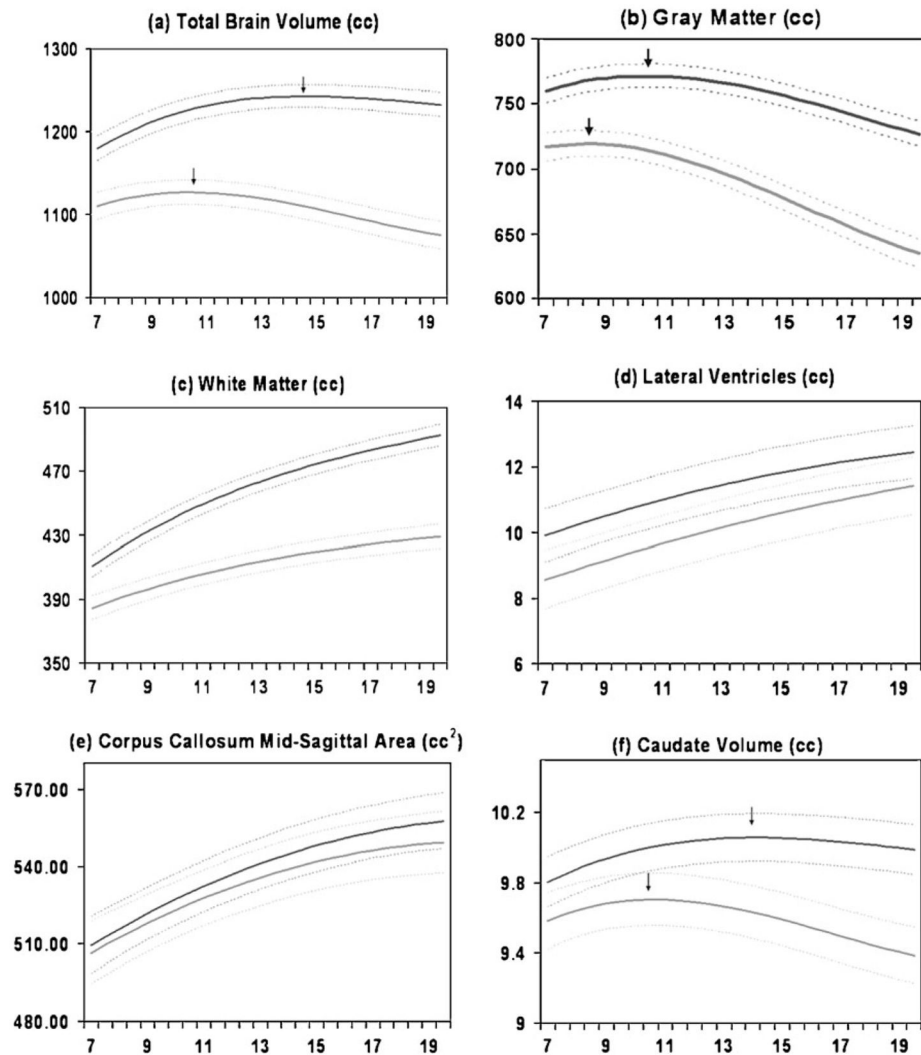 (a) Total Brain Volume (cc)
1300
1200
1100
1000
7 9 11 13 15 17 19
(b) Gray Matter (cc)
800
750
700
650
600
7 9 11 13 15 17 19
(c) White Matter (cc)
510
470
430
390
350
7 9 11 13 15 17 19
(d) Lateral Ventricles (cc)
14
12
10
8
6
7 9 11 13 15 17 19
(e) Corpus Callosum Mid-Sagittal Area (cc²)
570.00
540.00
510.00
480.00
7 9 11 13 15 17 19
(f) Caudate Volume (cc)
10.2
9.8
9.4
9
7 9 11 13 15 17 19